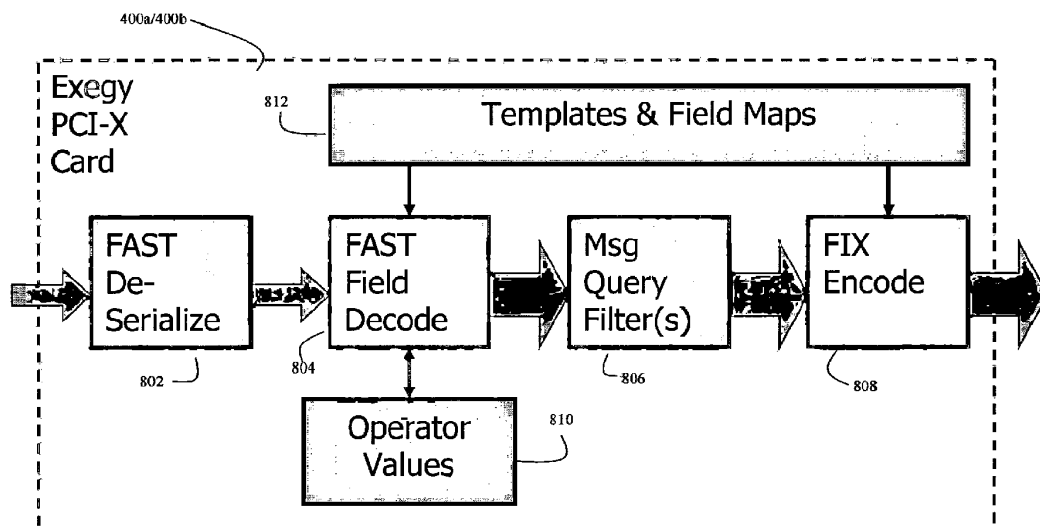 400a/400b
Exegy
PCI-X
Card
812
Templates & Field Maps
FAST
De-
Serialize
FAST
Field
Decode
Msg
Query
Filter(s)
FIX
Encode
802
804
806
808
Operator
Values
810